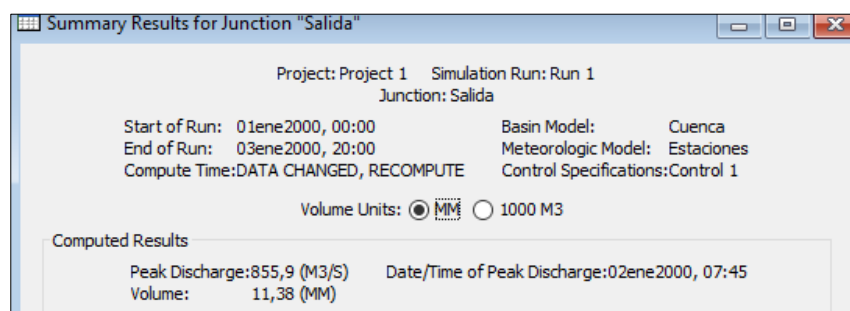 Summary Results for Junction "Salida"
Project: Project 1 Simulation Run: Run 1
Junction: Salida
Start of Run: 01ene2000, 00:00 Basin Model: Cuenca
End of Run: 03ene2000, 20:00 Meteorologic Model: Estaciones
Compute Time:DATA CHANGED, RECOMPUTE Control Specifications:Control 1
Volume Units: MM 1000 M3
Computed Results
Peak Discharge:855,9 (M3/S) Date/Time of Peak Discharge:02ene2000, 07:45
Volume: 11,38 (MM)